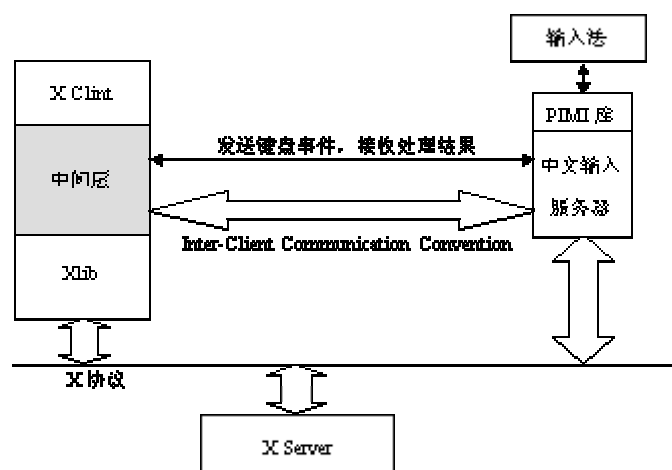 输入法
X Clint
PIMI 库
发送键盘事件，接收处理结果
中间层
中文输入
服务器
Inter-Client Communication Convention
Xlib
X 协议
X Server